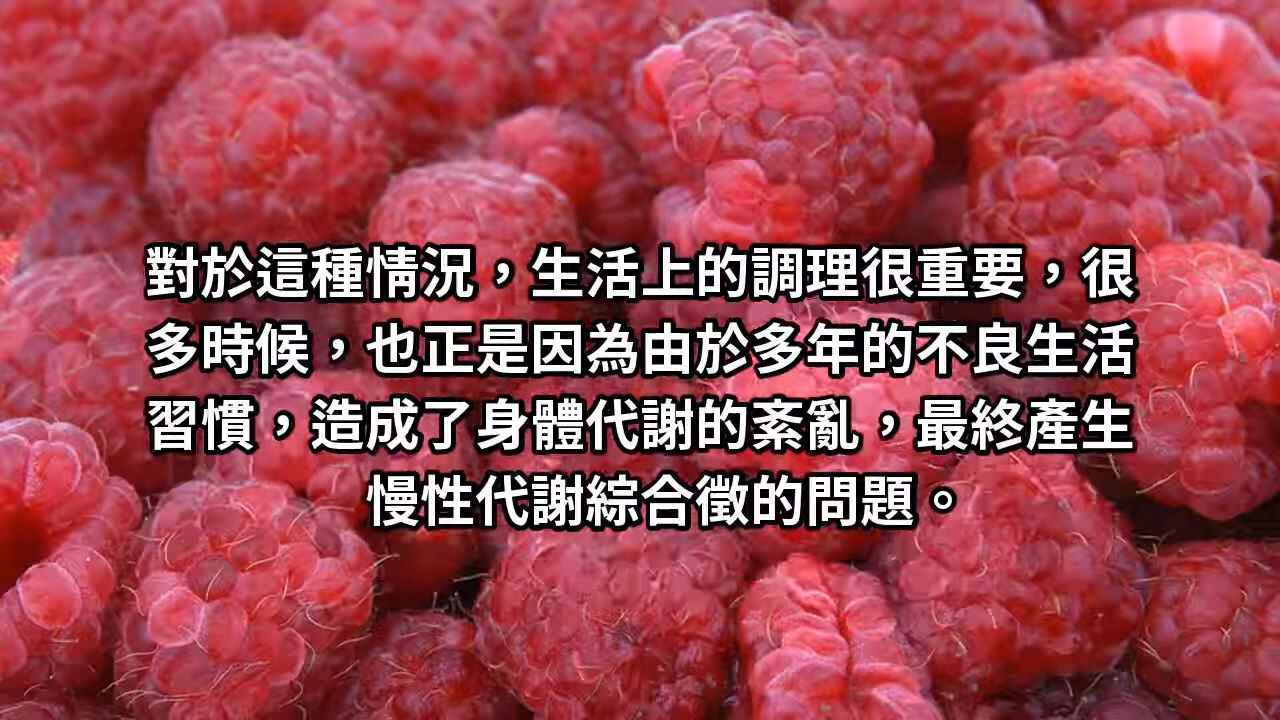 對於這種情況，生活上的調理很重要，很
多時候，也正是因為由於多年的不良生活
習慣，造成了身體代謝的紊亂，最終產生
慢性代謝綜合徵的問題。